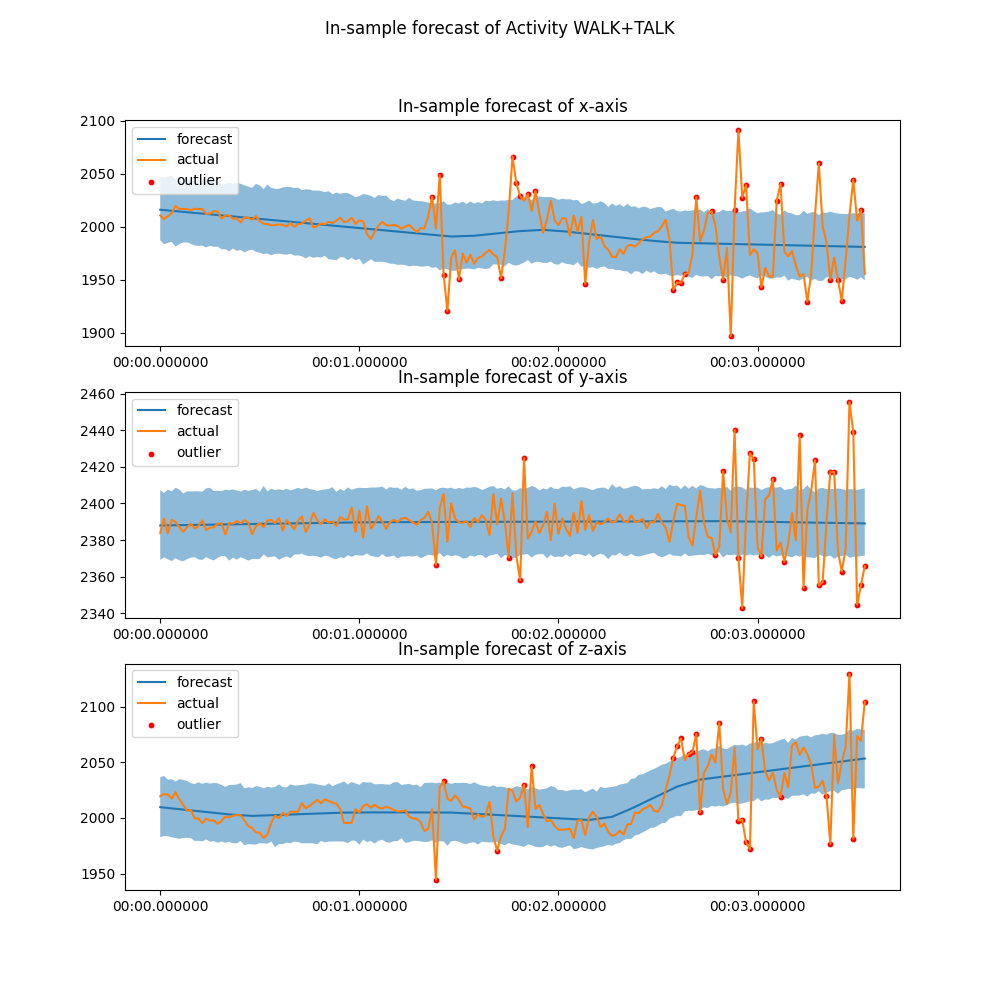 In-sample forecast of Activity WALK+TALK
In-sample forecast of x-axis
2100
2050
2000
1950
1900
forecast
actual
outlier
00:00.000000 00:01.000000 00:02.000000 00:03.000000
In-sample forecast of y-axis
2460
2440
2420
2400
2380
2360
2340
forecast
actual
outlier
00:00.000000 00:01.000000 00:02.000000 00:03.000000
In-sample forecast of z-axis
2100
2050
2000
1950
forecast
actual
outlier
00:00.000000 00:01.000000 00:02.000000 00:03.000000